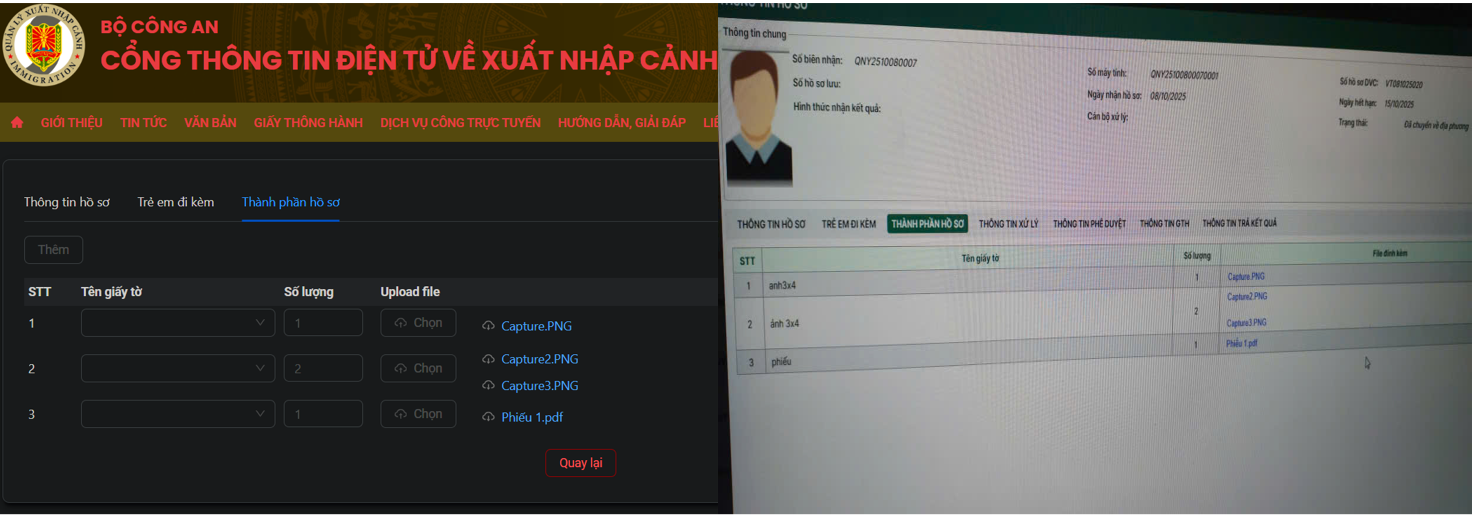 QUẢN LÝ XUẤT NHẬP CẢNH
IMMIGRATION
BỘ CÔNG AN
CỔNG THÔNG TIN ĐIỆN TỬ VỀ XUẤT NHẬP CẢNH
GIỚI THIỆU TIN TỨC VĂN BẢN GIẤY THÔNG HÀNH DỊCH VỤ CÔNG TRỰC TUYẾN HƯỚNG DẪN, GIẢI ĐÁP
Thông tin hồ sơ Trẻ em đi kèm Thành phần hồ sơ
Thêm
STT Tên giấy tờ Số lượng Upload file
1 1 Chọn Capture.PNG
2 2 Chọn Capture2.PNG
Capture3.PNG
3 1 Chọn Phiếu 1.pdf
Quay lại
THÔNG TIN HỒ SƠ
Thông tin chung
Số biên nhận: QNY2510080007 Số máy tính: QNY25100800070001 Số hồ sơ DVC: VT081025020
Số hồ sơ lưu: Ngày nhận hồ sơ: 08/10/2025 Ngày hết hạn: 15/10/2025
Hình thức nhận kết quả: Cán bộ xử lý: Trạng thái: Đã chuyển về địa phương
THÔNG TIN HỒ SƠ TRẺ EM ĐI KÈM THÀNH PHẦN HỒ SƠ THÔNG TIN XỬ LÝ THÔNG TIN PHÊ DUYỆT THÔNG TIN GTH THÔNG TIN TRẢ KẾT QUẢ
STT Tên giấy tờ Số lượng File đính kèm
1 anh3x4 1 Capture.PNG
2 ảnh 3x4 2 Capture2.PNG
Capture3.PNG
3 phiếu 1 Phiếu 1.pdf